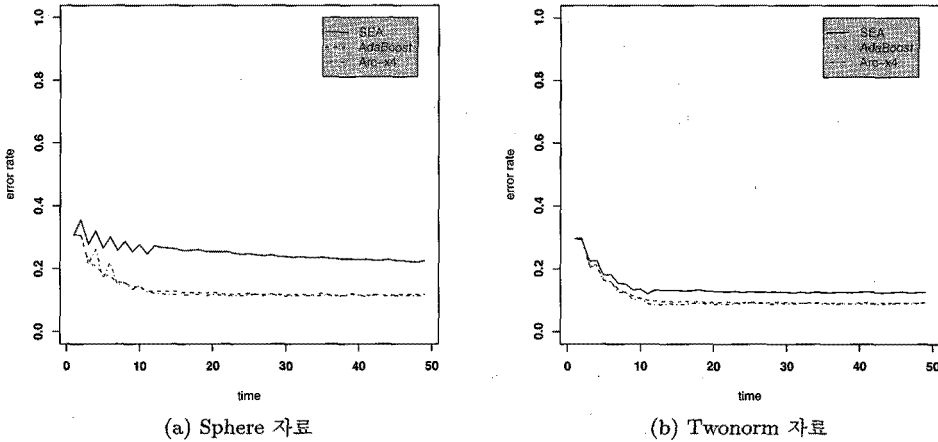 1.0
0.8
0.6
0.4
0.2
0.0
error rate
SEA
AdaBoost
Arc-x4
0 10 20 30 40 50
time
(a) Sphere 자료
1.0
0.8
0.6
0.4
0.2
0.0
error rate
SEA
AdaBoost
Arc-x4
0 10 20 30 40 50
time
(b) Twonorm 자료